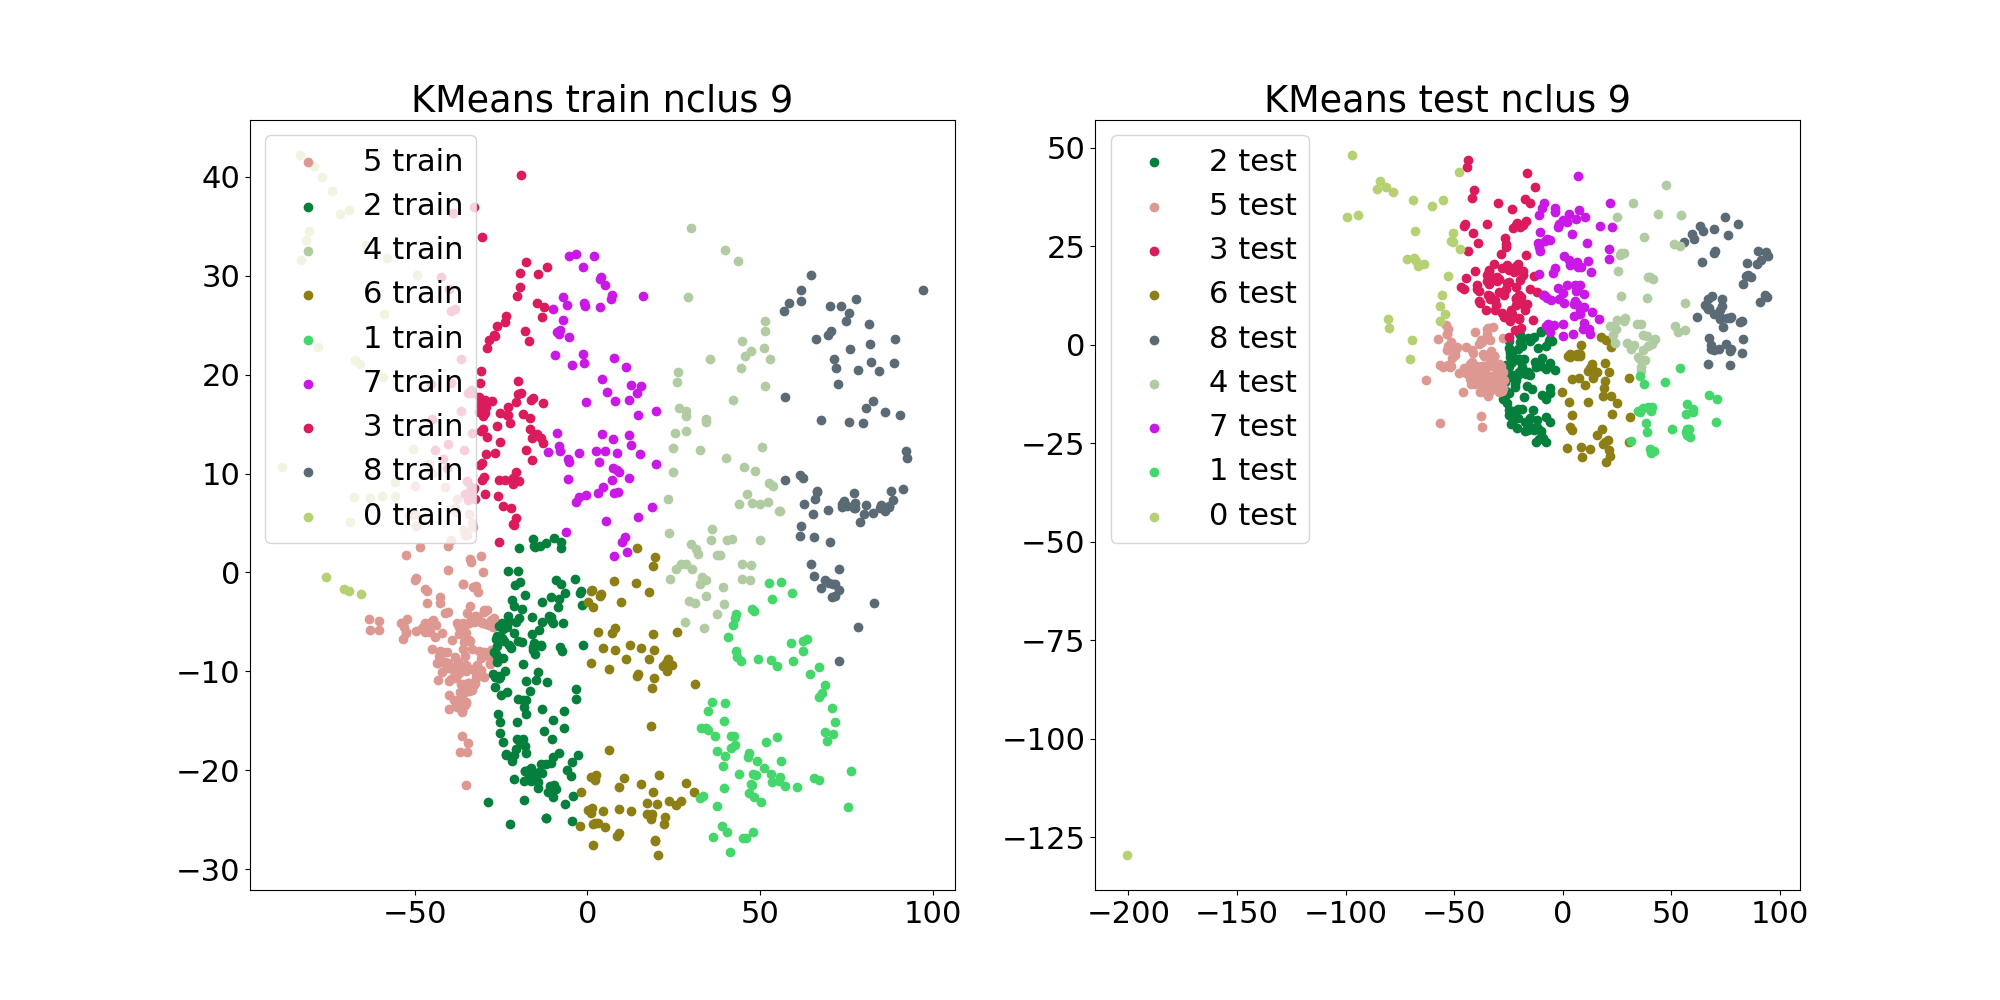 KMeans train nclus 9
KMeans test nclus 9
5 train
2 train
4 train
6 train
1 train
7 train
3 train
8 train
0 train
40
30
20
10
0
−10
−20
−30
−50
0
50
100
2 test
5 test
3 test
6 test
8 test
4 test
7 test
1 test
0 test
50
25
0
−25
−50
−75
−100
−125
−200
−150
−100
−50
0
50
100